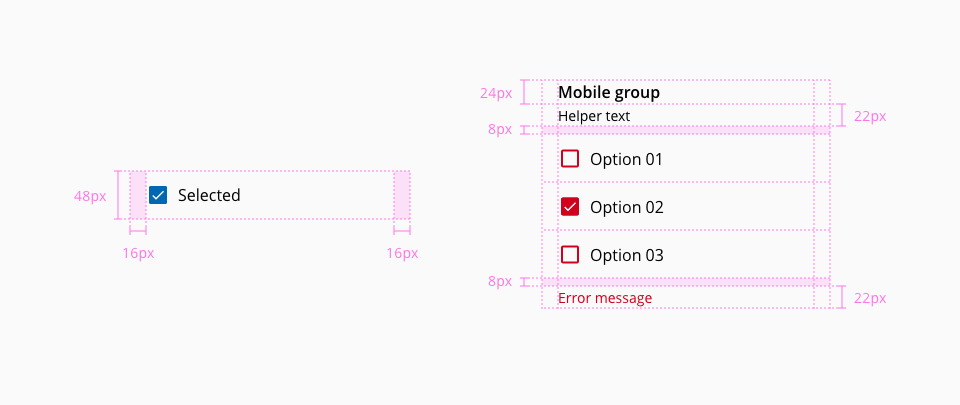 48px
Selected
16px
16px
24px
Mobile group
Helper text
22px
8px
Option 01
Option 02
Option 03
8px
Error message
22px